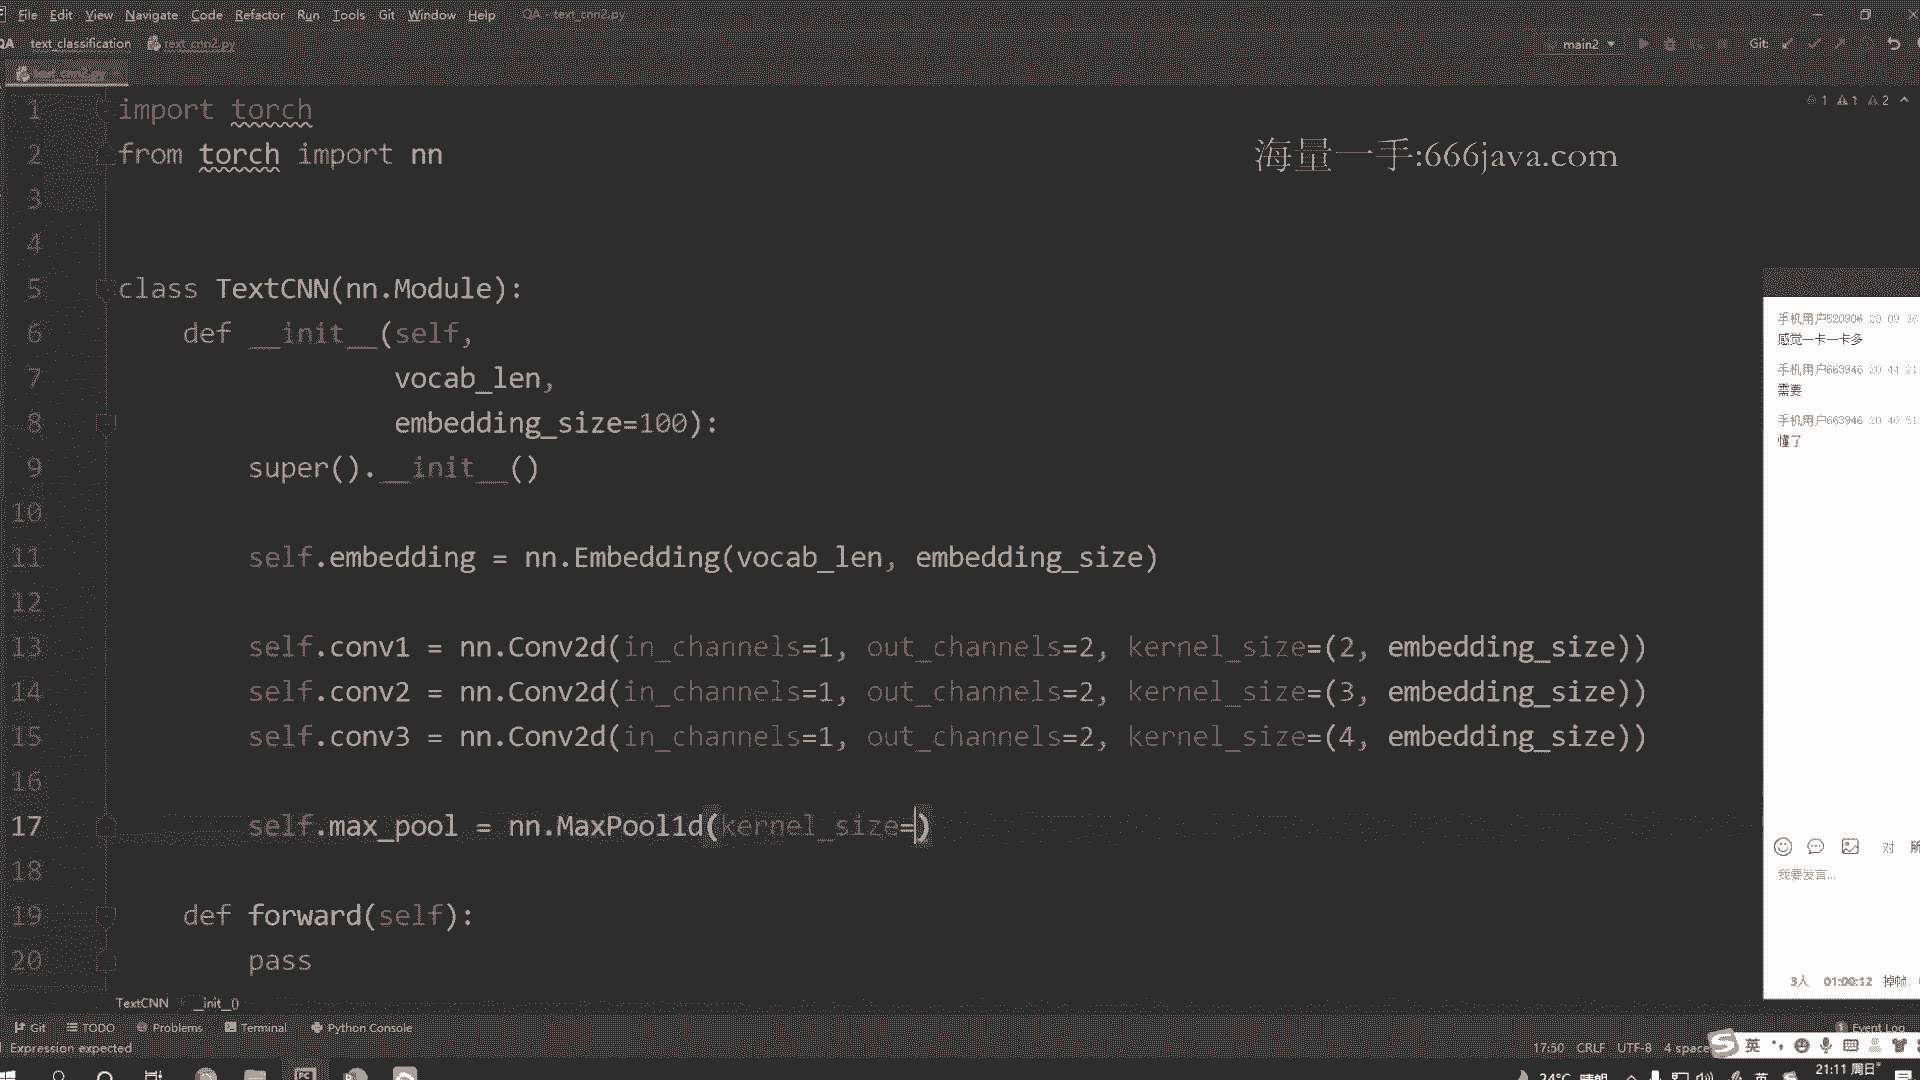 File Edit View Navigate Code Refactor Run Tools Git Window Help QA - text_cnn2.py
QA text_classification text_cnn2.py main2 Git:
text_cnn2.py
1 1 2
1 import torch
2 from torch import nn
海量一手:666java.com
3
4
5 class TextCNN(nn.Module):
6 def __init__(self,
7 vocab_len,
8 embedding_size=100):
9 super().__init__()
10
11 self.embedding = nn.Embedding(vocab_len, embedding_size)
12
13 self.conv1 = nn.Conv2d(in_channels=1, out_channels=2, kernel_size=(2, embedding_size))
14 self.conv2 = nn.Conv2d(in_channels=1, out_channels=2, kernel_size=(3, embedding_size))
15 self.conv3 = nn.Conv2d(in_channels=1, out_channels=2, kernel_size=(4, embedding_size))
16
17 self.max_pool = nn.MaxPool1d(kernel_size=)
18
19 def forward(self):
20 pass
手机用户520906 20:09:36
感觉一卡一卡多
手机用户663946 20:44:21
需要
手机用户663946 20:46:51
懂了
对 所
我要发言...
3人 01:00:12 掉帧:
TextCNN __init__()
Git TODO Problems Terminal Python Console 1 Event Log
Expression expected 17:50 CRLF UTF-8 4 space 英
24°C 晴朗 英 21:11 周日